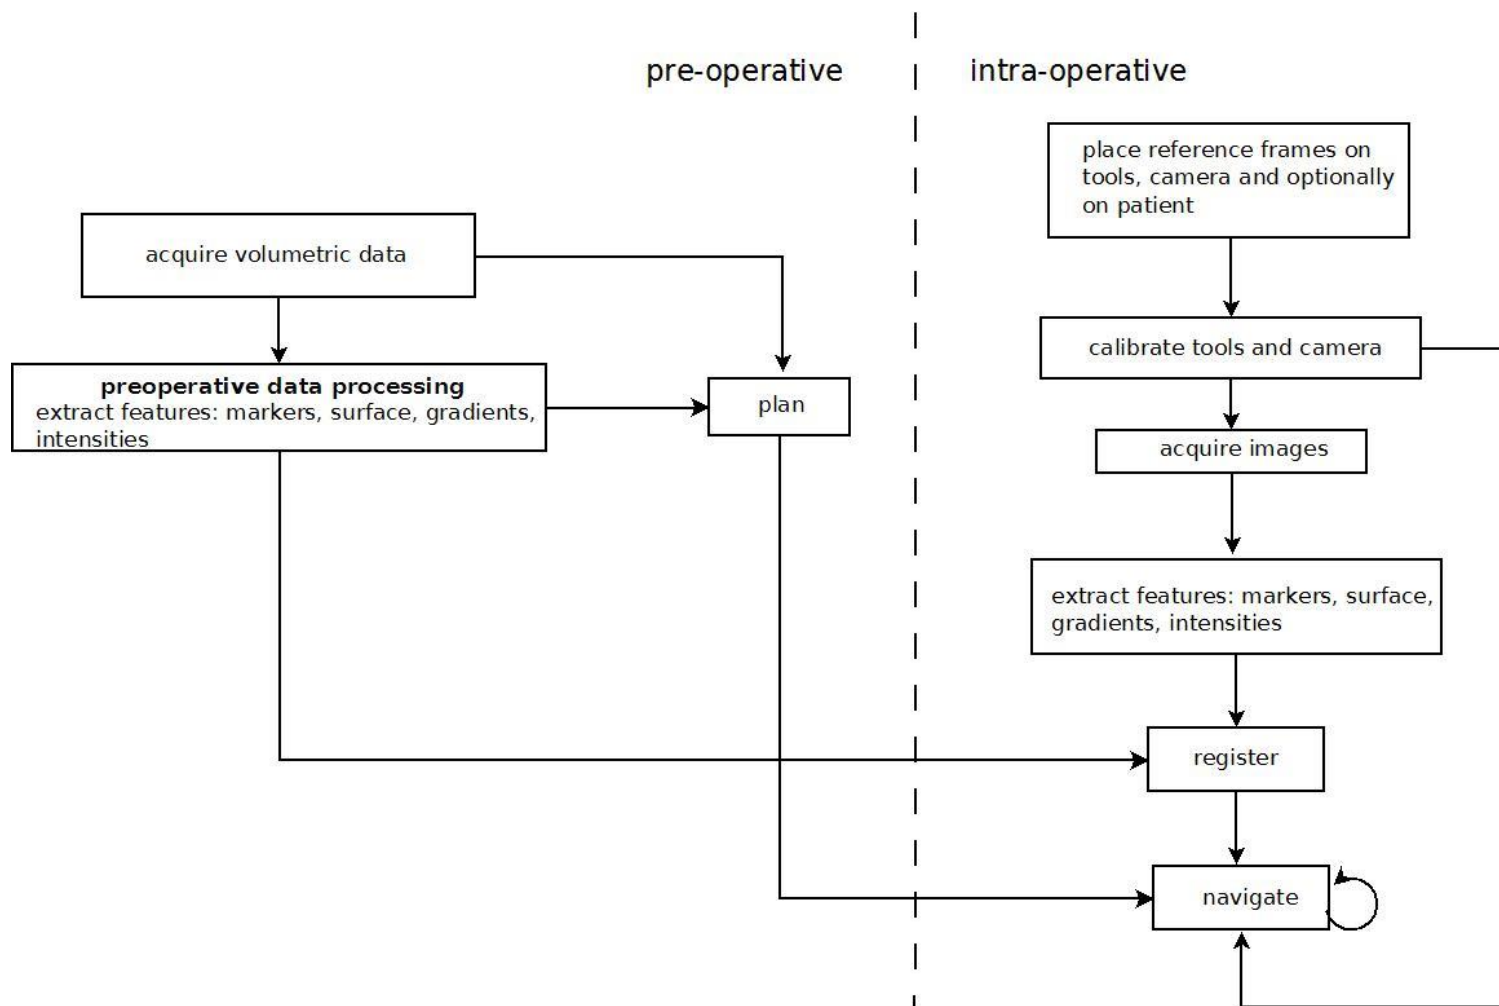 pre-operative
intra-operative
place reference frames on
tools, camera and optionally
on patient
acquire volumetric data
calibrate tools and camera
preoperative data processing
extract features: markers, surface, gradients,
intensities
plan
acquire images
extract features: markers, surface,
gradients, intensities
register
navigate